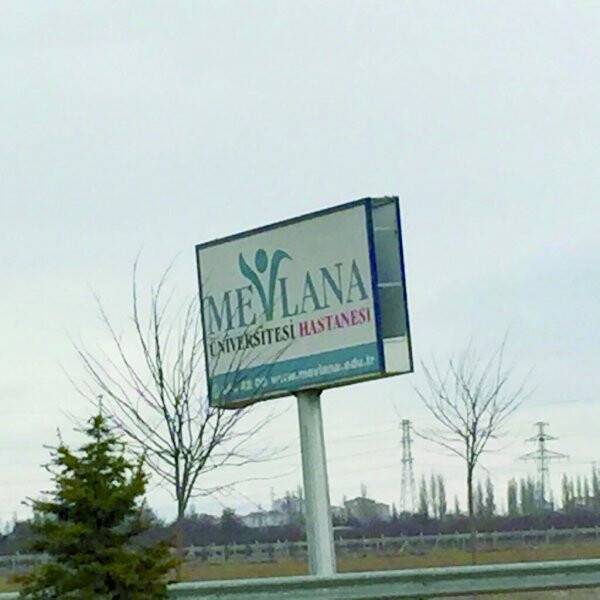 MEVLANA
ÜNİVERSİTESİ HASTANESİ
www.mevlana.edu.tr